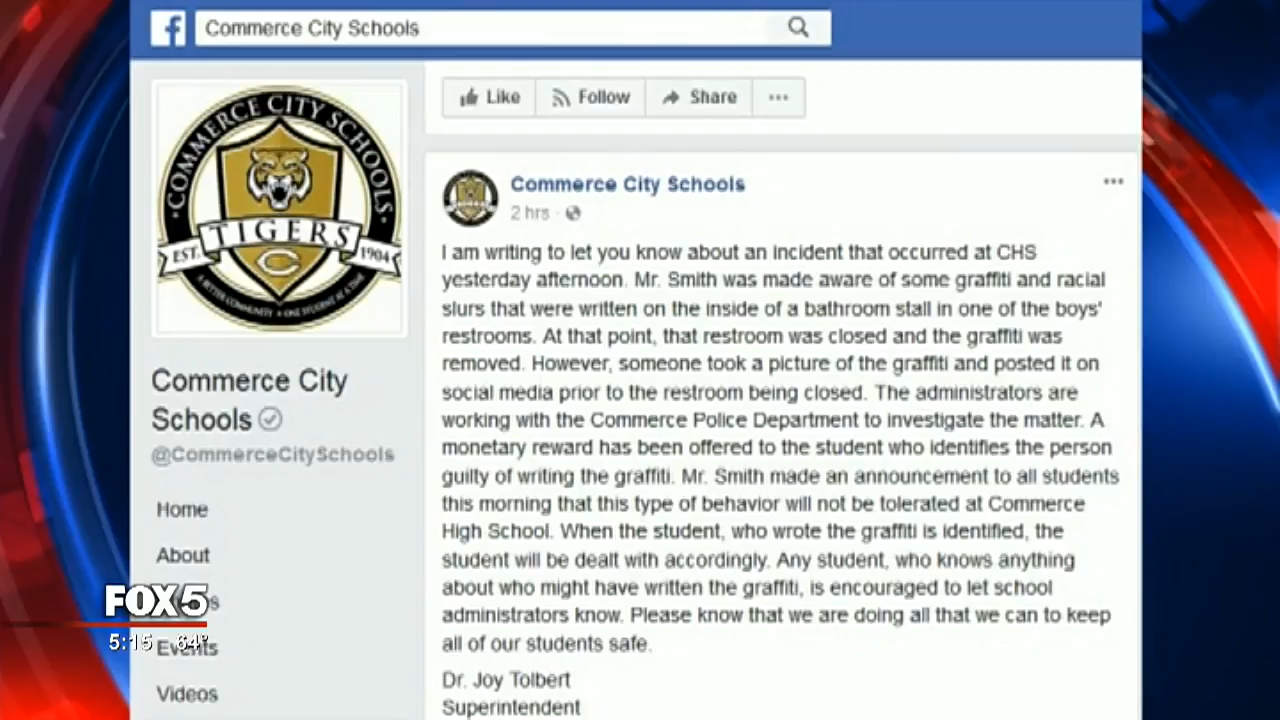 Commerce City Schools
Like Follow Share ...
COMMERCE CITY SCHOOLS
TIGERS
EST. 1904
C
Commerce City Schools
2 hrs
I am writing to let you know about an incident that occurred at CHS
yesterday afternoon. Mr. Smith was made aware of some graffiti and racial
slurs that were written on the inside of a bathroom stall in one of the boys'
restrooms. At that point, that restroom was closed and the graffiti was
removed. However, someone took a picture of the graffiti and posted it on
social media prior to the restroom being closed. The administrators are
working with the Commerce Police Department to investigate the matter. A
monetary reward has been offered to the student who identifies the person
guilty of writing the graffiti. Mr. Smith made an announcement to all students
this morning that this type of behavior will not be tolerated at Commerce
High School. When the student, who wrote the graffiti is identified, the
student will be dealt with accordingly. Any student, who knows anything
about who might have written the graffiti, is encouraged to let school
administrators know. Please know that we are doing all that we can to keep
all of our students safe.
Dr. Joy Tolbert
Superintendent
Commerce City
Schools
@CommerceCitySchools
Home
About
Events
Videos
FOX 5
5:15 64°